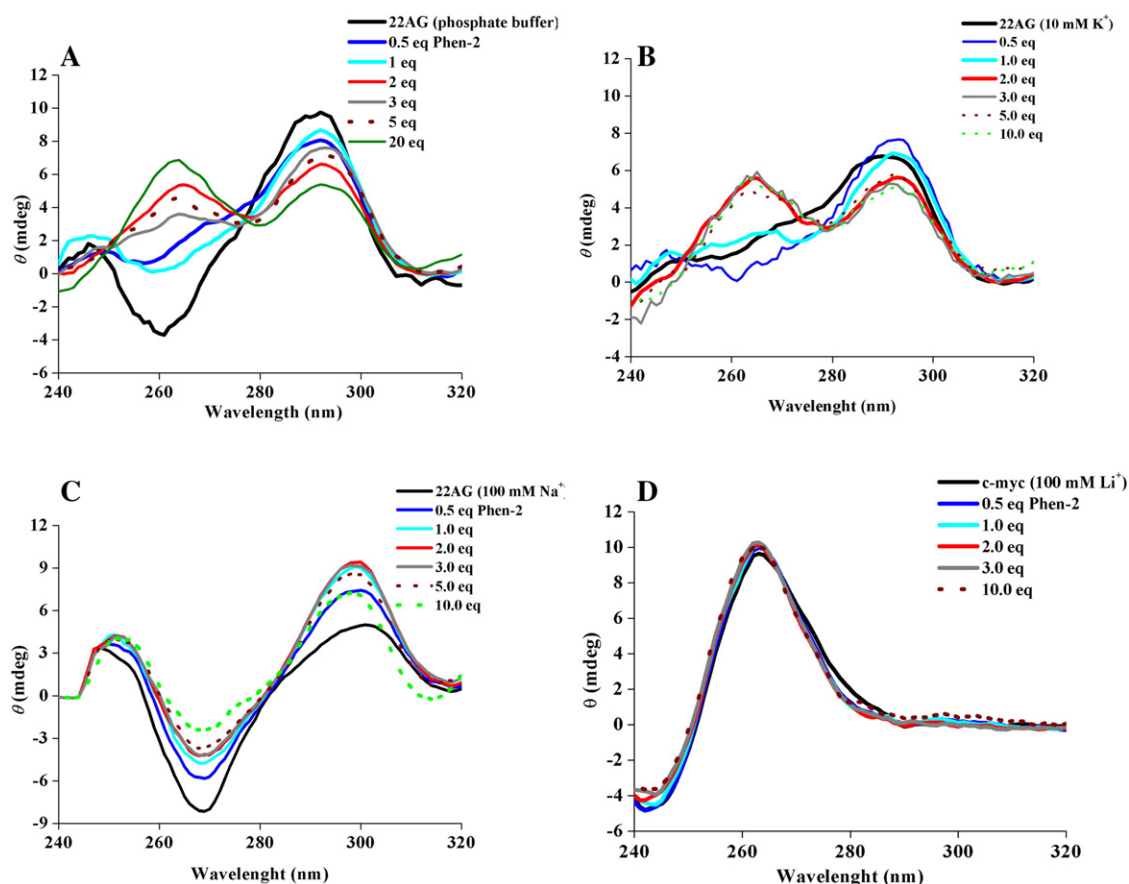 A
22AG (phosphate buffer)
0.5 eq Phen-2
1 eq
2 eq
3 eq
5 eq
20 eq
θ (mdeg)
12
10
8
6
4
2
0
-2
-4
-6
240 260 280 300 320
Wavelength (nm)
B
22AG (10 mM K+)
0.5 eq
1.0 eq
2.0 eq
3.0 eq
5.0 eq
10.0 eq
θ (mdeg)
12
10
8
6
4
2
0
-2
-4
240 260 280 300 320
Wavelenght (nm)
C
22AG (100 mM Na+
0.5 eq Phen-2
1.0 eq
2.0 eq
3.0 eq
5.0 eq
10.0 eq
θ (mdeg)
12
9
6
3
0
-3
-6
-9
240 260 280 300 320
Wavelenght (nm)
D
c-myc (100 mM Li+)
0.5 eq Phen-2
1.0 eq
2.0 eq
3.0 eq
10.0 eq
θ (mdeg)
12
10
8
6
4
2
0
-2
-4
-6
240 260 280 300 320
Wavelenght (nm)